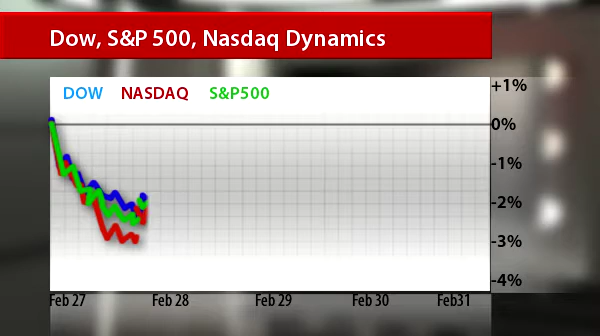 Dow, S&P 500, Nasdaq Dynamics
DOW NASDAQ S&P500
+1%
0%
-1%
-2%
-3%
-4%
Feb 27 Feb 28 Feb 29 Feb 30 Feb31